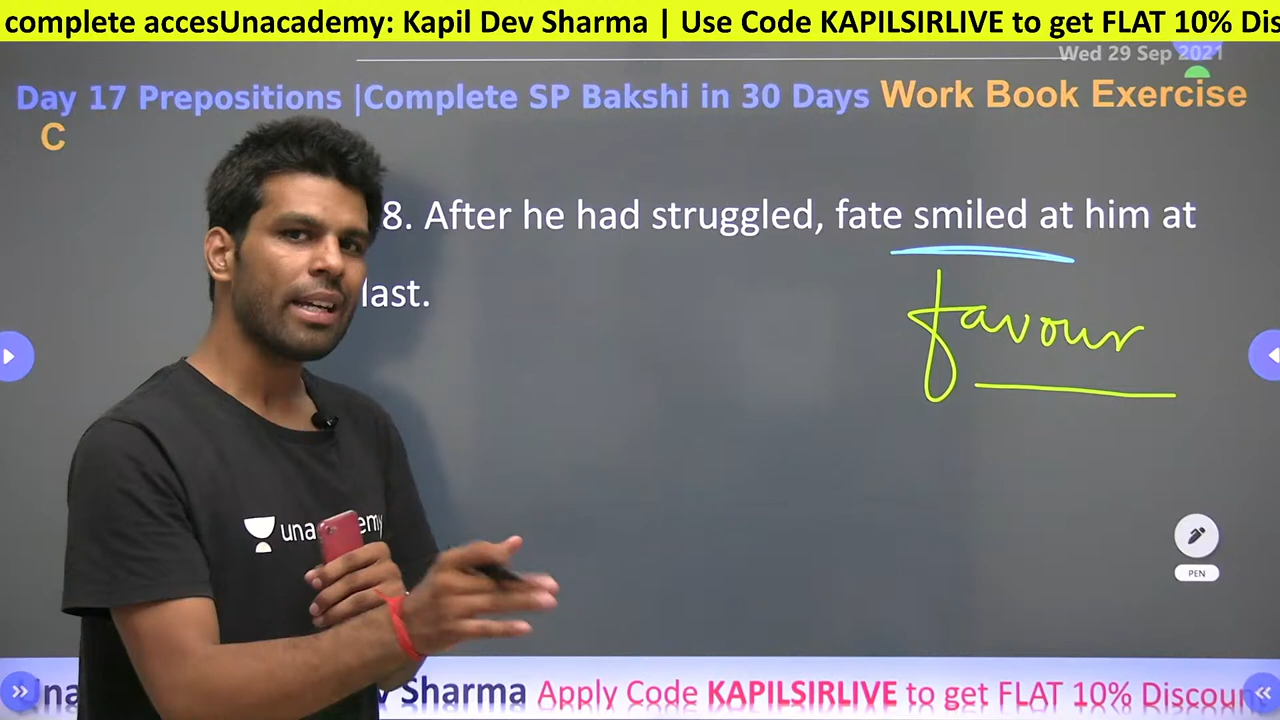 complete accesUnacademy: Kapil Dev Sharma | Use Code KAPILSIRLIVE to get FLAT 10% Dis
Wed 29 Sep 2021
Day 17 Prepositions |Complete SP Bakshi in 30 Days Work Book Exercise
C
8. After he had struggled, fate smiled at him at
last.
favour
PEN
Sharma Apply Code KAPILSIRLIVE to get FLAT 10% Discoun